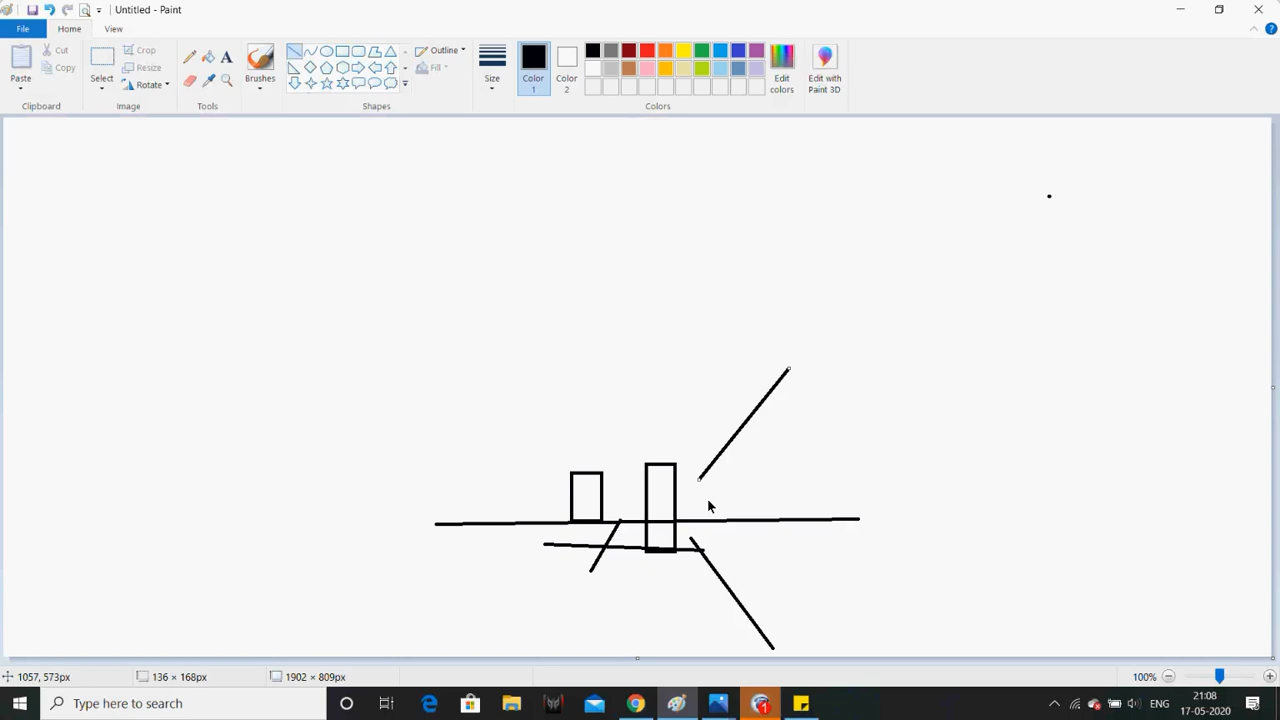 Untitled - Paint
File Home View
Paste
Cut
Copy
Clipboard
Select
Crop
Resize
Rotate
Image
Tools
Brushes
Shapes
Outline
Fill
Size
Color 1
Color 2
Colors
Edit colors
Edit with Paint 3D
1057, 573px 136 × 168px 1902 × 809px 100%
Type here to search
ENG
21:08
17-05-2020